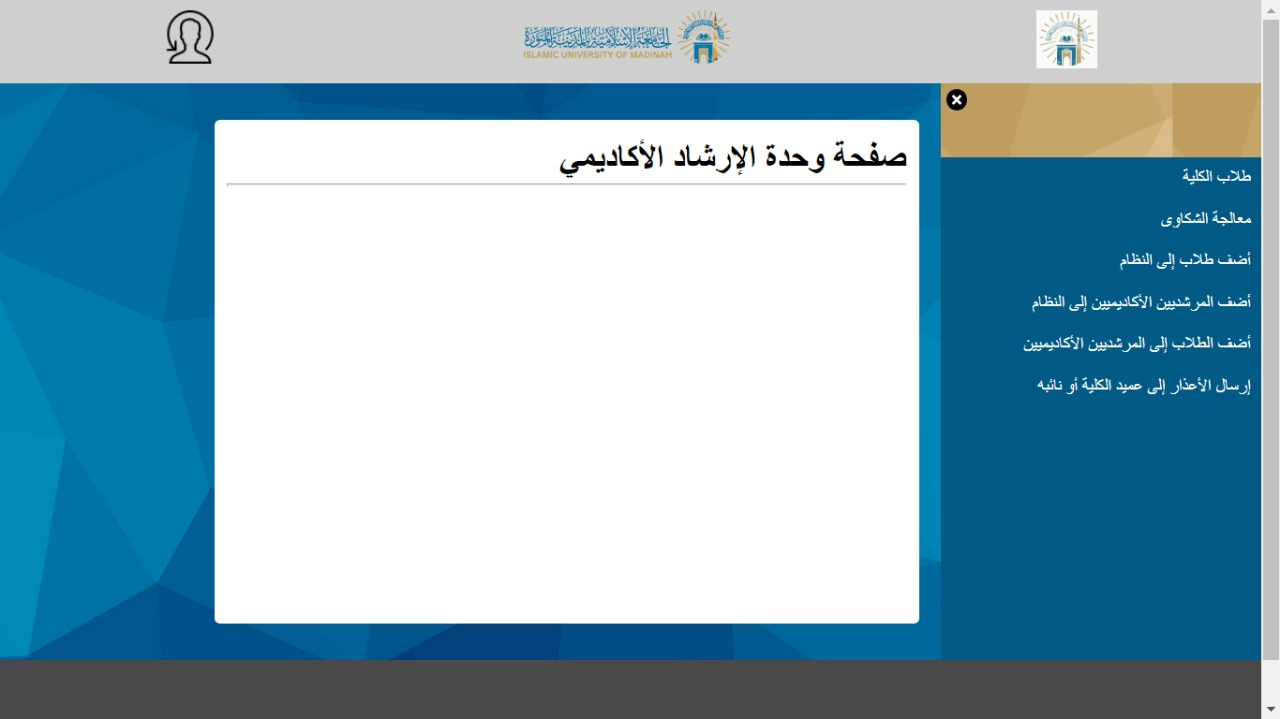 الجامعة الإسلامية بالمدينة المنورة
ISLAMIC UNIVERSITY OF MADINAH
صفحة وحدة الإرشاد الأكاديمي
طلاب الكلية
معالجة الشكاوى
أضف طلاب إلى النظام
أضف المرشديين الأكاديميين إلى النظام
أضف الطلاب إلى المرشديين الأكاديميين
إرسال الأعذار إلى عميد الكلية أو نائبه